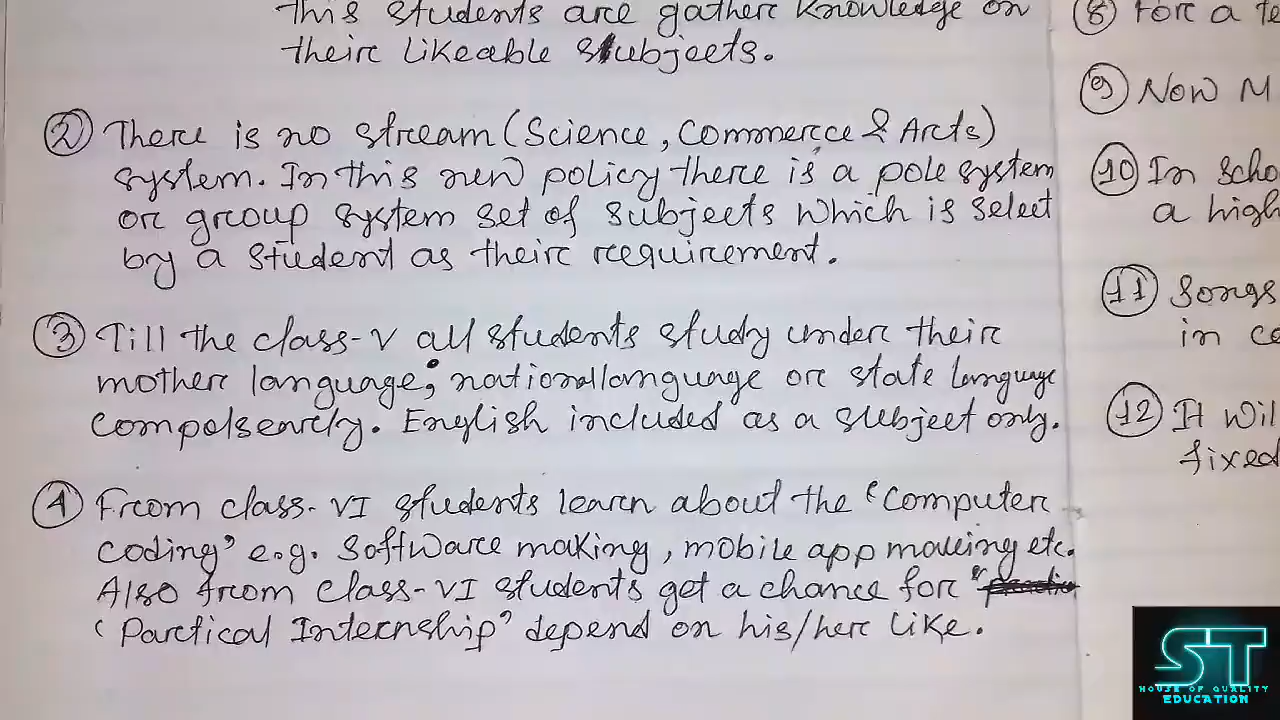 this students are gather knowledge on
their likeable subjects.
② There is no stream (Science, Commerce & Arts)
system. In this new policy there is a pole system
or group system set of subjects which is select
by a student as their requirement.
③ Till the class-V all students study under their
mother language, national language or state language
Compolsearly. English included as a subject only.
④ From class-VI students learn about the 'Computer
Coding' e.g. Software making, mobile app making etc.
Also from class-VI students get a chance for "
'Partical Internship' depend on his/her like.
⑧ For a te
⑨ Now M
⑩ In Scho
a high
⑪ Songs
in ce
⑫ It Wil
fixed
ST
HOUSE OF QUALITY
EDUCATION